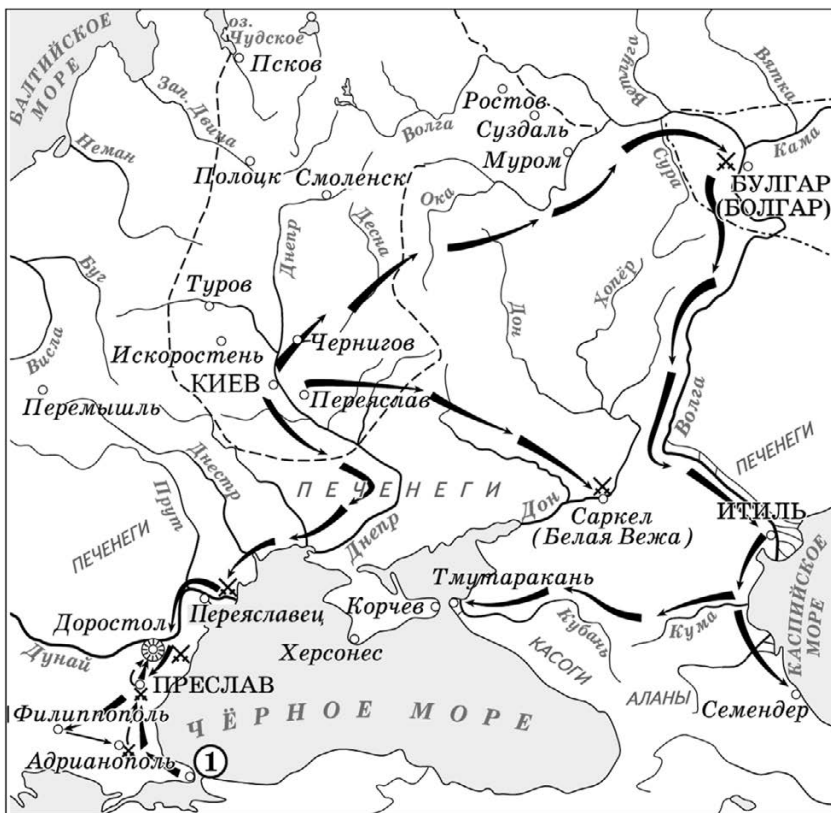 БАЛТИЙСКОЕ
МОРЕ
оз.
Чудское
Псков
Зап. Двина
Неман
Полоцк
Смоленск
Волга
Ростов
Суздаль
Муром
Ветлуга
Вятка
Кама
Сура
БУЛГАР
(БОЛГАР)
Ока
Днепр
Десна
Буг
Туров
Дон
Хопёр
Висла
Искоростень
Чернигов
КИЕВ
Переяслав
Перемышль
Волга
Днестр
Прут
ПЕЧЕНЕГИ
ПЕЧЕНЕГИ
ПЕЧЕНЕГИ
Днепр
Дон
Саркел
(Белая Вежа)
ИТИЛЬ
Переяславец
Корчев
Тмутаракань
Доростол
Дунай
Херсонес
Кубань
Кума
КАСПИЙСКОЕ
МОРЕ
КАСОГИ
АЛАНЫ
Семендер
ПРЕСЛАВ
Филиппополь
ЧЁРНОЕ МОРЕ
Адрианополь
1